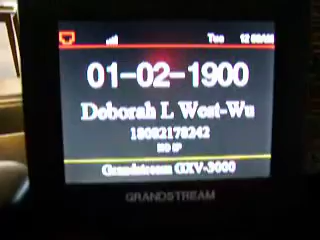 Tue 12:00AM
01-02-1900
Deborah L West-Wu
18082178242
NO IP
Grandstream GXV-3000
GRANDSTREAM